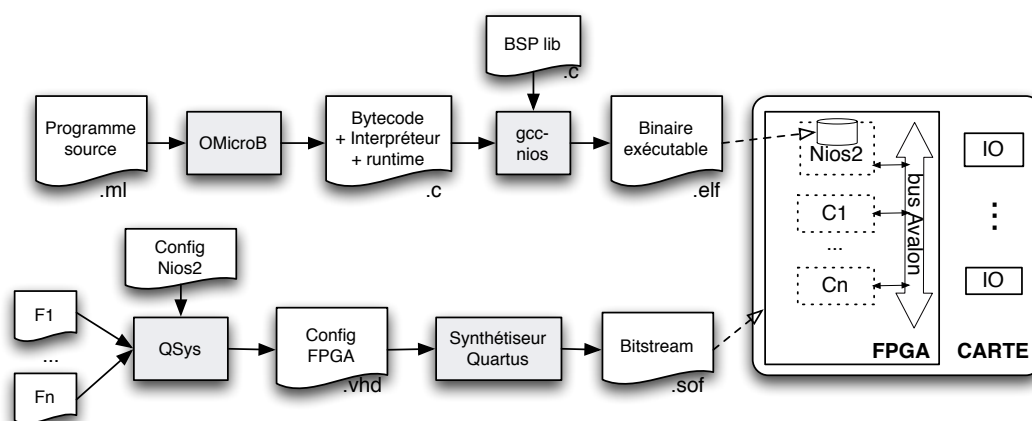 BSP lib
.c
Programme
source
.ml
OMicroB
Bytecode
+ Interpréteur
+ runtime
.c
gcc-
nios
Binaire
exécutable
.elf
Config
Nios2
F1
...
Fn
QSys
Config
FPGA
.vhd
Synthétiseur
Quartus
Bitstream
.sof
Nios2
C1
...
Cn
bus Avalon
FPGA
IO
IO
CARTE